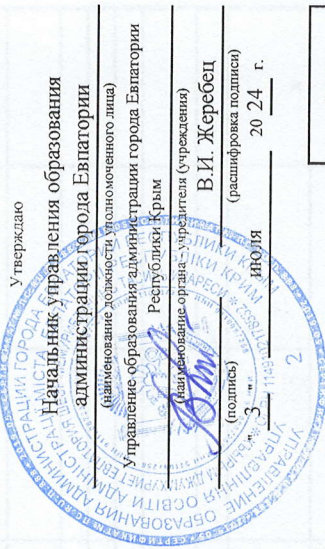 Утверждаю
Начальник управления образования
администрации города Евпатории
(наименование должности уполномоченного лица)
Управление образования администрации города Евпатории
Республики Крым
(наименование органа - учредителя (учреждения)
В.И. Жеребец
(подпись) (расшифровка подписи)
" 3 июля 20 24 г.
2